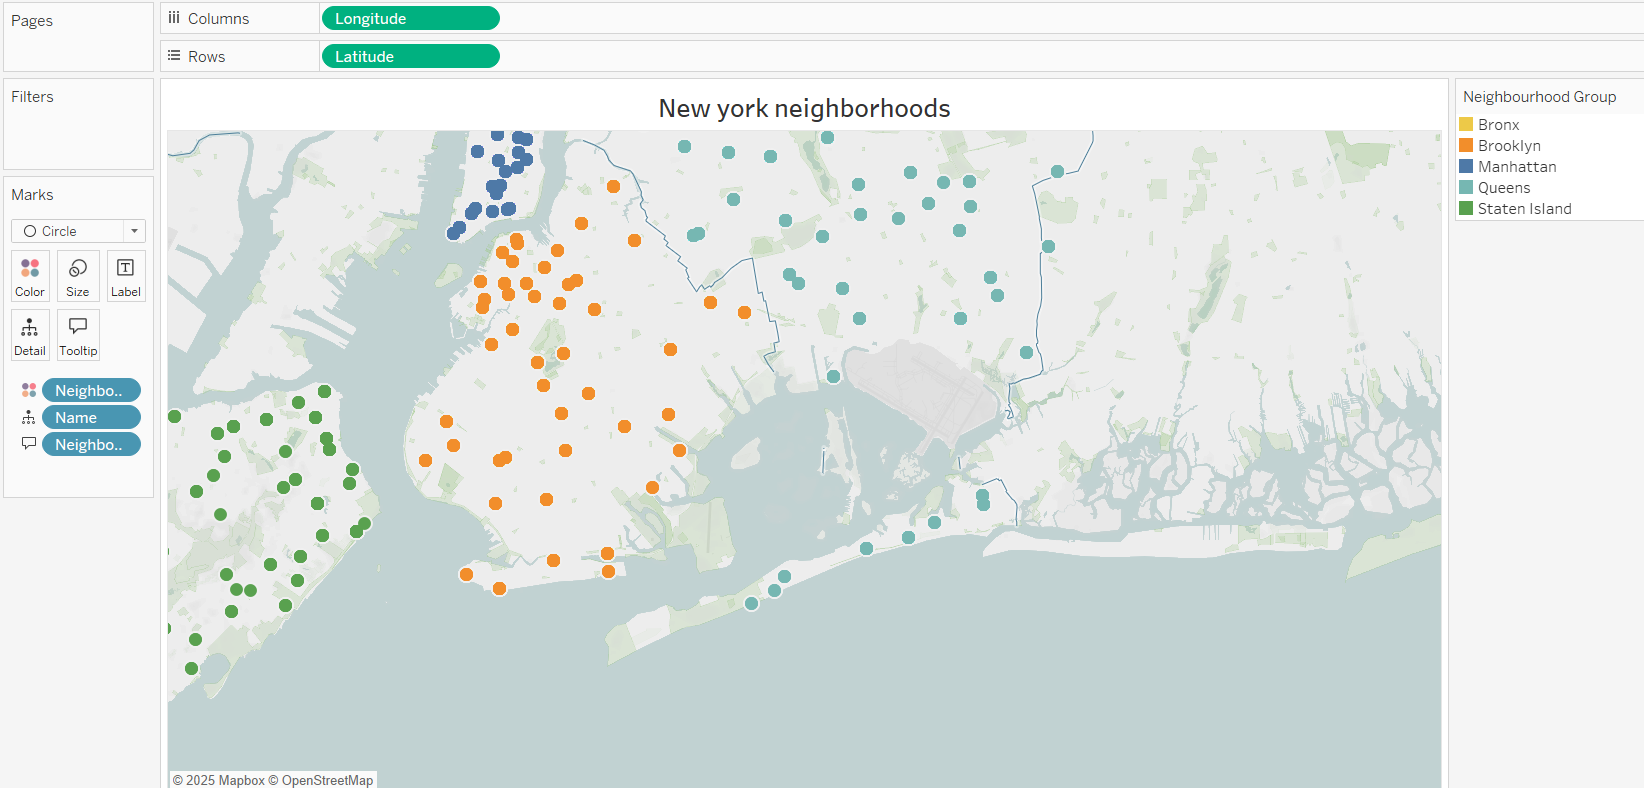 Pages
Columns
Longitude
Rows
Latitude
Filters
Marks
Circle
Color
Size
Label
Detail
Tooltip
Neighbo..
Name
Neighbo..
New york neighborhoods
© 2025 Mapbox © OpenStreetMap
Neighbourhood Group
Bronx
Brooklyn
Manhattan
Queens
Staten Island